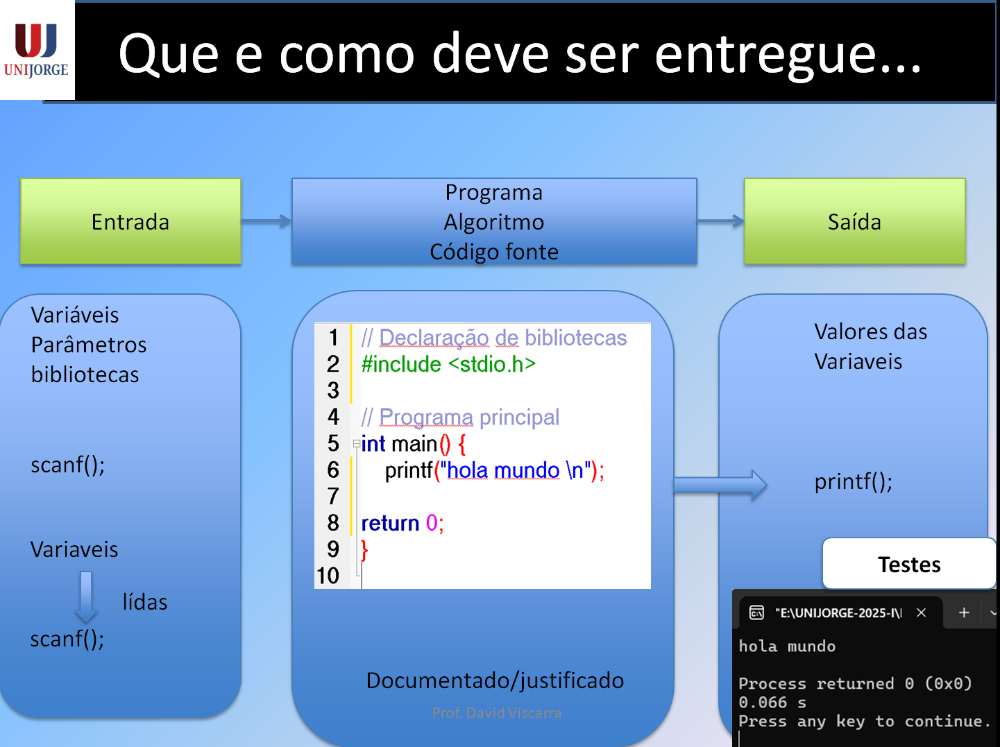 UNIJORGE
Que e como deve ser entregue...
Entrada
Programa
Algoritmo
Código fonte
Saída
Variáveis
Parâmetros
bibliotecas
scanf();
Variaveis
lídas
scanf();
1 // Declaração de bibliotecas
2 #include <stdio.h>
3
4 // Programa principal
5 int main() {
6 printf("hola mundo \n");
7
8 return 0;
9 }
10
Documentado/justificado
Prof. David Viscarra
Valores das
Variaveis
printf();
Testes
"E:\UNIJORGE-2025-I\
hola mundo
Process returned 0 (0x0)
0.066 s
Press any key to continue.